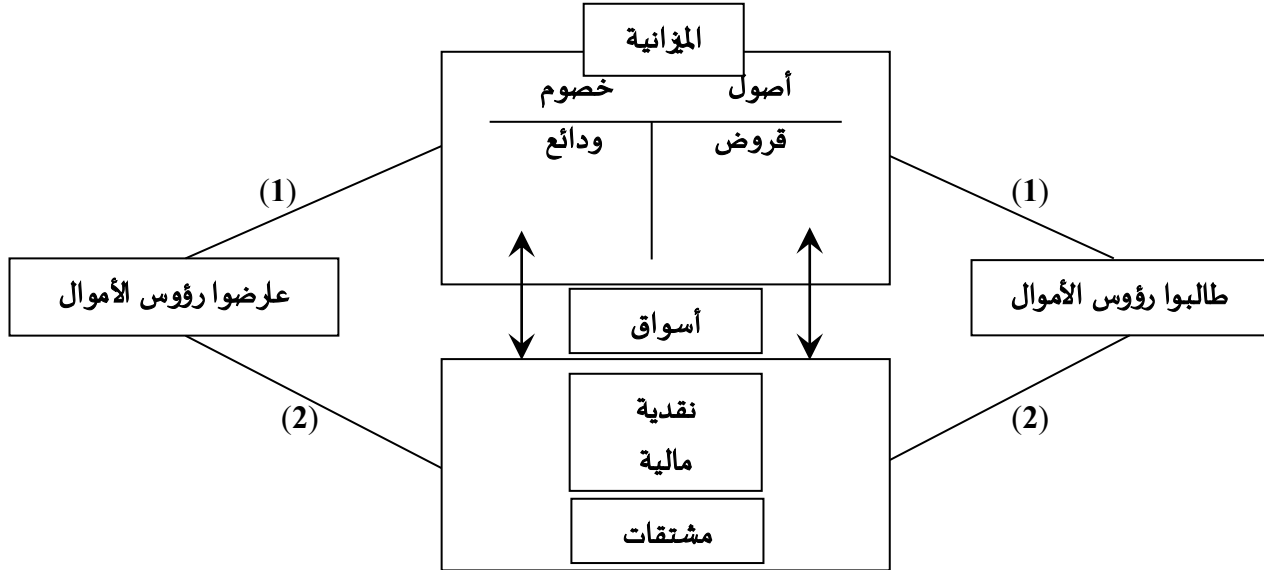 الميزانية
أصول خصوم
قروض ودائع
(1) (1)
طالبوا رؤوس الأموال عارضوا رؤوس الأموال
أسواق
(2) (2)
نقدية
مالية
مشتقات